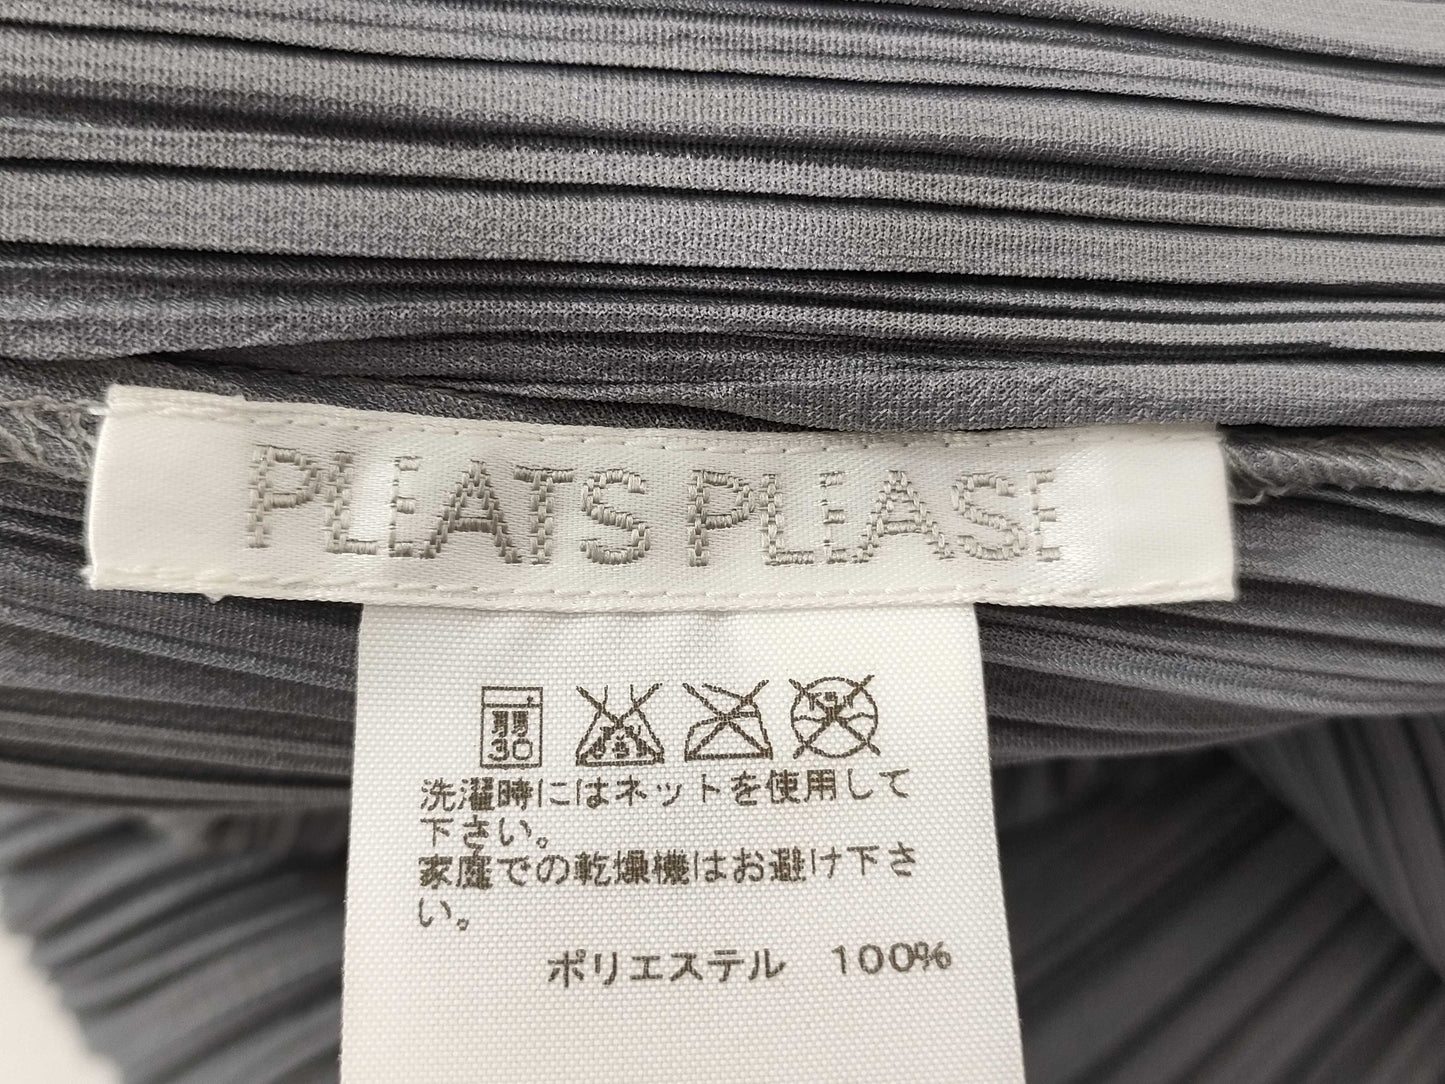 PLEATS PLEASE
弱 30
洗濯時にはネットを使用して
下さい。
家庭での乾燥機はお避け下さ
い。
ポリエステル 100%